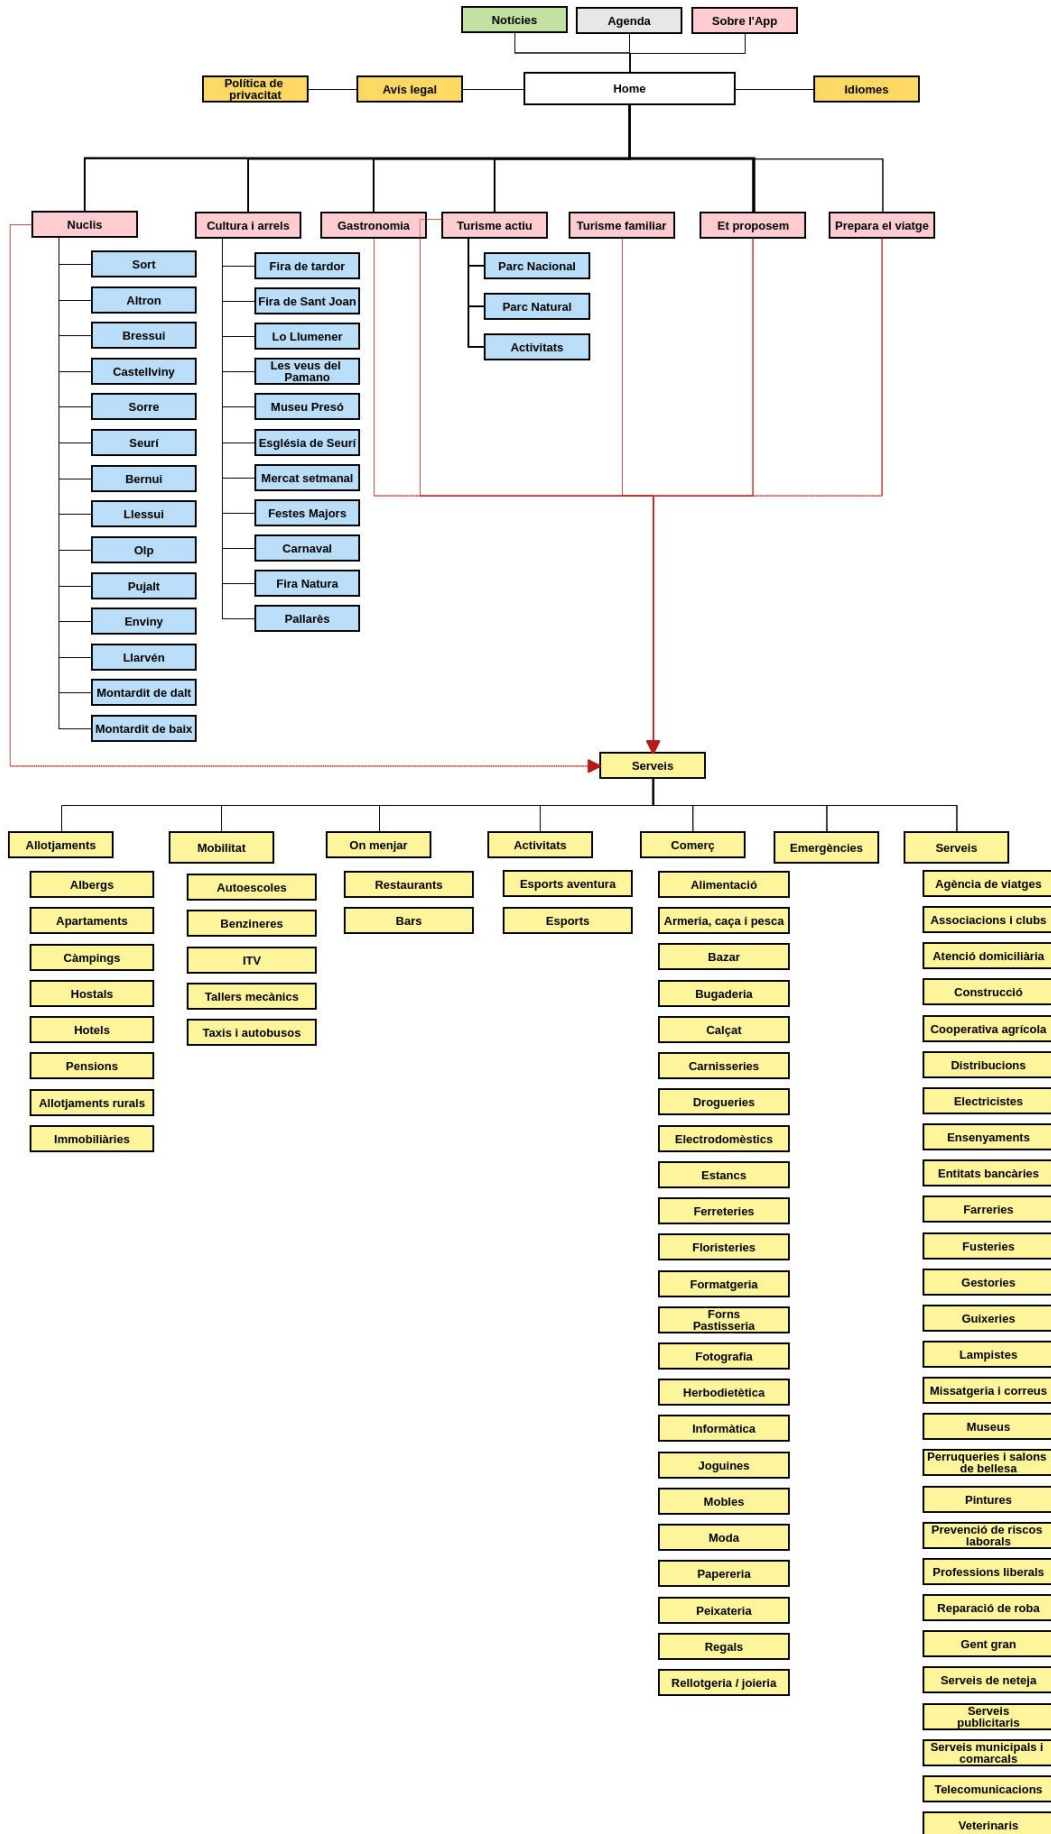 Notícies
Agenda
Sobre l'App
Política de
privacitat
Avís legal
Home
Idiomes
Nuclis
Cultura i arrels
Gastronomia
Turisme actiu
Turisme familiar
Et proposem
Prepara el viatge
Sort
Altron
Bressui
Castellviny
Sorre
Seurí
Bernui
Llessui
Olp
Pujalt
Enviny
Llarvén
Montardit de dalt
Montardit de baix
Fira de tardor
Fira de Sant Joan
Lo Llumener
Les veus del
Pamano
Museu Presó
Església de Seurí
Mercat setmanal
Festes Majors
Carnaval
Fira Natura
Pallarès
Parc Nacional
Parc Natural
Activitats
Serveis
Allotjaments
Mobilitat
On menjar
Activitats
Comerç
Emergències
Serveis
Albergs
Apartaments
Càmpings
Hostals
Hotels
Pensions
Allotjaments rurals
Immobiliàries
Autoescoles
Benzineres
ITV
Tallers mecànics
Taxis i autobusos
Restaurants
Bars
Esports aventura
Esports
Alimentació
Armeria, caça i pesca
Bazar
Bugaderia
Calçat
Carnisseries
Drogueries
Electrodomèstics
Estancs
Ferreteries
Floristeries
Formatgeria
Forns
Pastisseria
Fotografia
Herbodietètica
Informàtica
Joguines
Mobles
Moda
Papereria
Peixateria
Regals
Rellotgeria / joieria
Agència de viatges
Associacions i clubs
Atenció domiciliària
Construcció
Cooperativa agrícola
Distribucions
Electricistes
Ensenyaments
Entitats bancàries
Farreries
Fusteries
Gestories
Guixeries
Lampistes
Missatgeria i correus
Museus
Perruqueries i salons
de bellesa
Pintures
Prevenció de riscos
laborals
Professions liberals
Reparació de roba
Gent gran
Serveis de neteja
Serveis
publicitaris
Serveis municipals i
comarcals
Telecomunicacions
Veterinaris